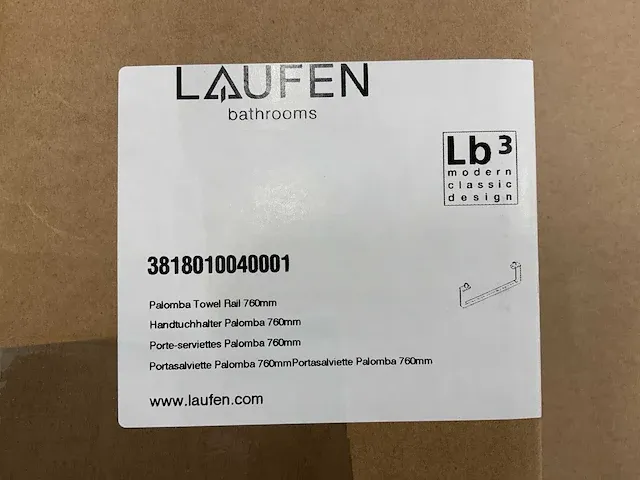 LAUFEN
bathrooms
Lb³
modern
classic
design
3818010040001
Palomba Towel Rail 760mm
Handtuchhalter Palomba 760mm
Porte-serviettes Palomba 760mm
Portasalviette Palomba 760mmPortasalviette Palomba 760mm
www.laufen.com